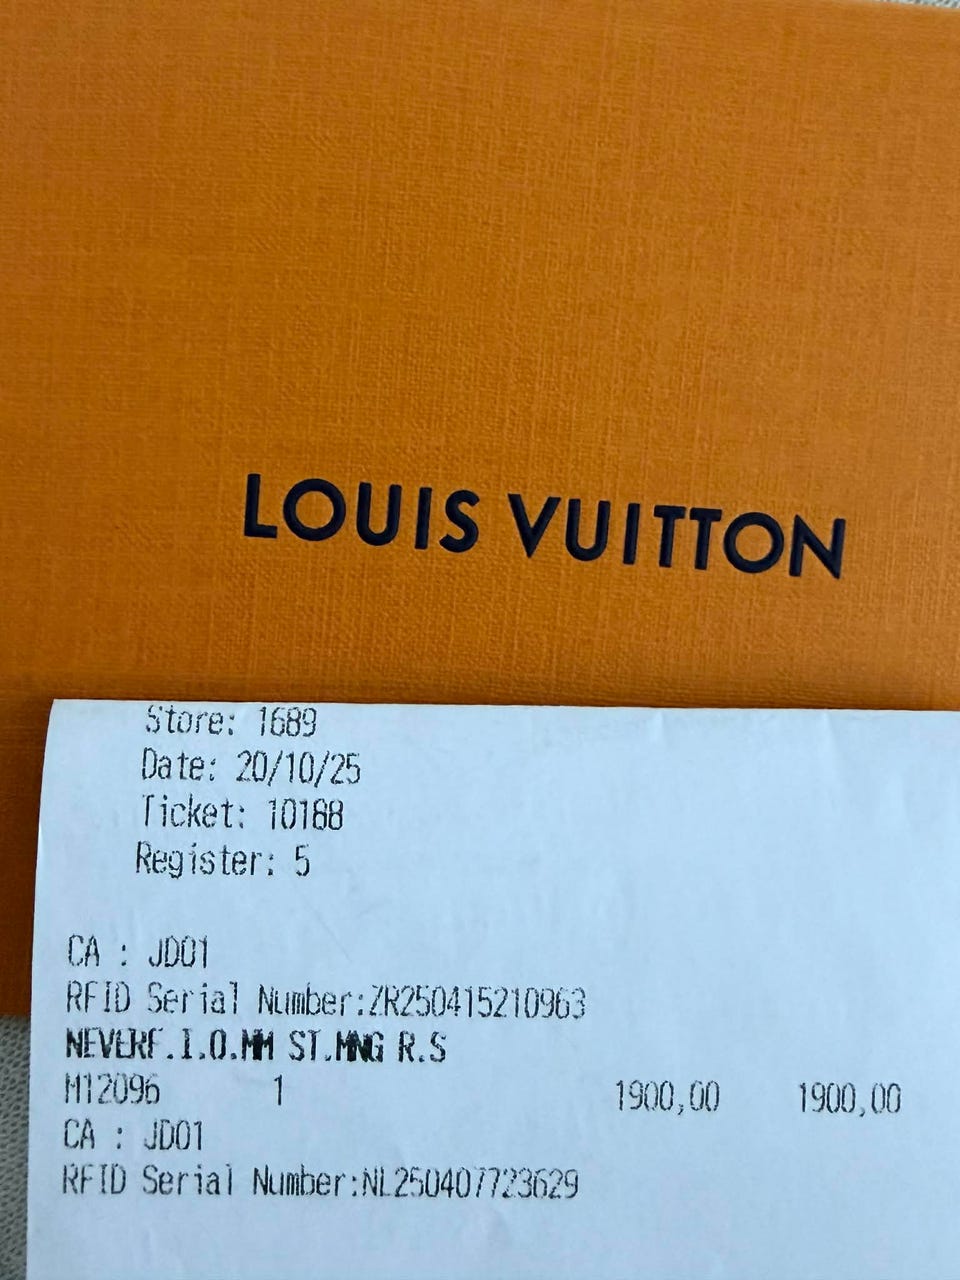 LOUIS VUITTON
Store: 1689
Date: 20/10/25
Ticket: 10188
Register: 5
CA : JD01
RFID Serial Number:ZR250415210963
NEVERF.I.O.MM ST.MNG R.S
M12096 1 1900,00 1900,00
CA : JD01
RFID Serial Number:NL250407723629